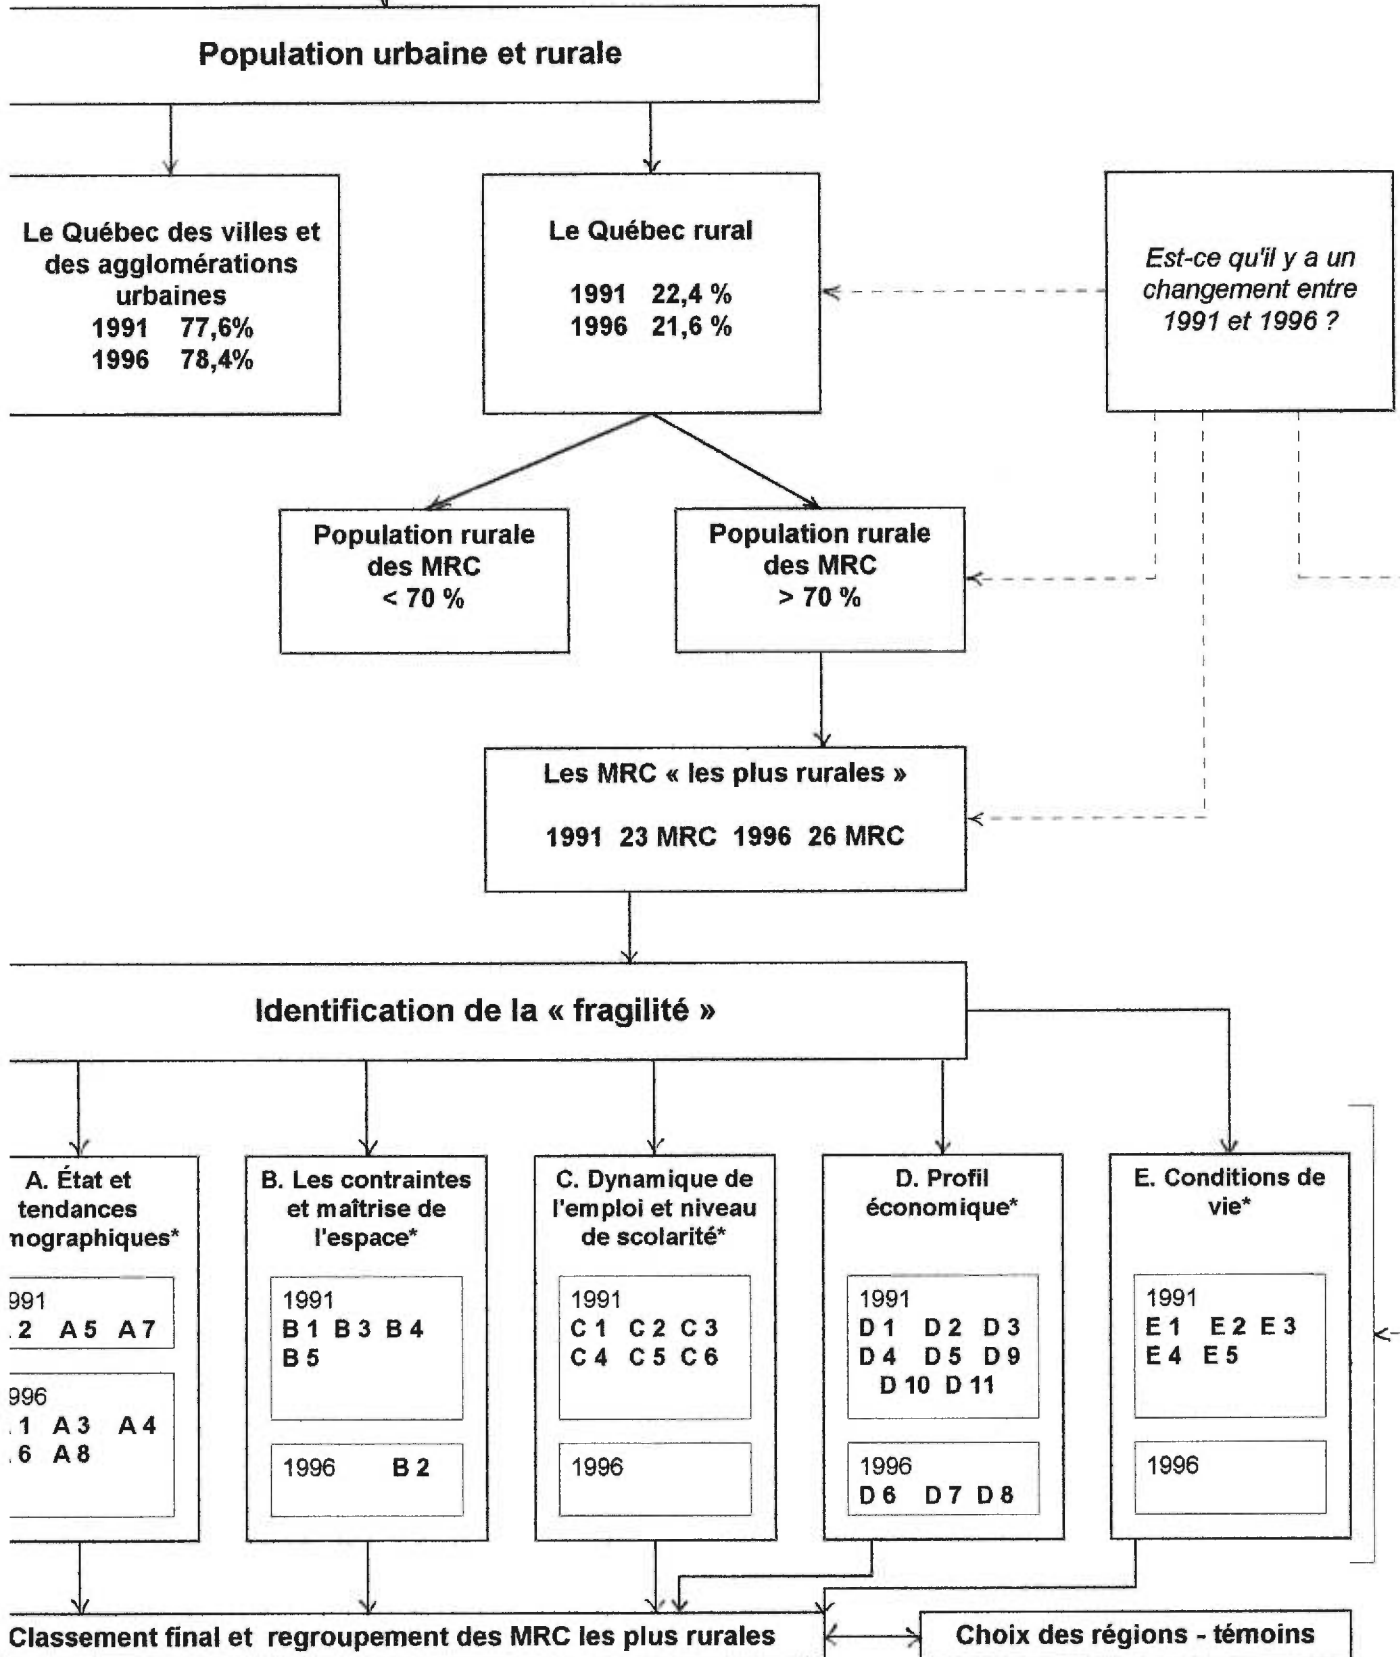 Population urbaine et rurale
Le Québec des villes et
des agglomérations
urbaines
1991 77,6%
1996 78,4%
Le Québec rural
1991 22,4 %
1996 21,6 %
Est-ce qu'il y a un
changement entre
1991 et 1996 ?
Population rurale
des MRC
< 70 %
Population rurale
des MRC
> 70 %
Les MRC « les plus rurales »
1991 23 MRC 1996 26 MRC
Identification de la « fragilité »
A. État et
tendances
mographiques*
991
2 A 5 A 7
996
1 A 3 A 4
6 A 8
B. Les contraintes
et maîtrise de
l'espace*
1991
B 1 B 3 B 4
B 5
1996 B 2
C. Dynamique de
l'emploi et niveau
de scolarité*
1991
C 1 C 2 C 3
C 4 C 5 C 6
1996
D. Profil
économique*
1991
D 1 D 2 D 3
D 4 D 5 D 9
D 10 D 11
1996
D 6 D 7 D 8
E. Conditions de
vie*
1991
E 1 E 2 E 3
E 4 E 5
1996
Classement final et regroupement des MRC les plus rurales
Choix des régions - témoins